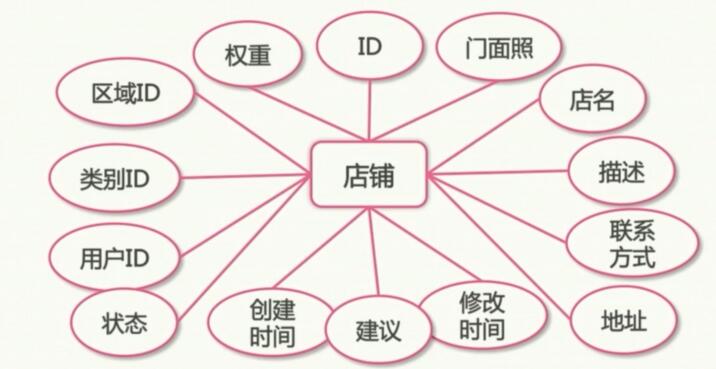 权重
ID
门面照
区域ID
店名
类别ID
店铺
描述
用户ID
联系
方式
状态
创建
时间
建议
修改
时间
地址